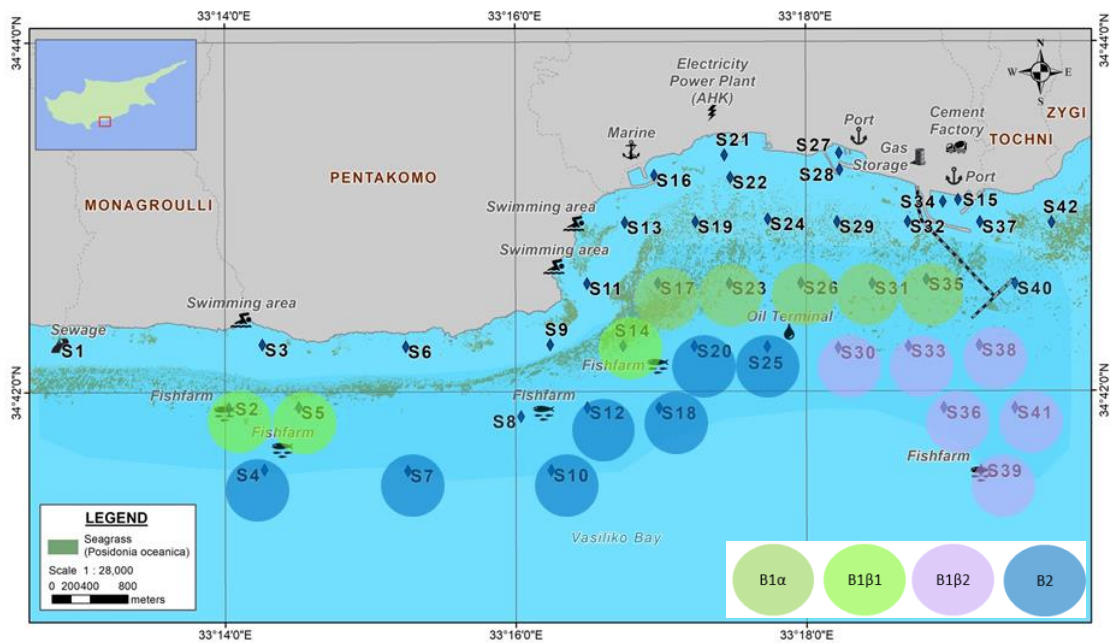 33°14'0"E
33°16'0"E
33°18'0"E
34°44'0"N
34°44'0"N
N
W E
S
Electricity
Power Plant
(AHK)
Port
Cement
Factory
ZYGI
TOCHNI
Marine
Gas
Storage
Port
S21
S27
S28
S16
S22
S34
S15
S42
PENTAKOMO
MONAGROULLI
Swimming area
S13
S19
S24
S29
S32
S37
Swimming area
S11
S17
S23
S26
S31
S35
S40
Swimming area
Oil Terminal
Sewage
S1
S3
S6
S9
S14
Fishfarm
S20
S25
S30
S33
S38
34°42'0"N
34°42'0"N
Fishfarm
S2
S5
Fishfarm
Fishfarm
S8
S12
S18
S36
S41
S4
S7
S10
Fishfarm
S39
LEGEND
Seagrass
(Posidonia oceanica)
Scale 1 : 28,000
0 200400 800
meters
Vasiliko Bay
B1α
B1β1
B1β2
B2
33°14'0"E
33°16'0"E
33°18'0"E